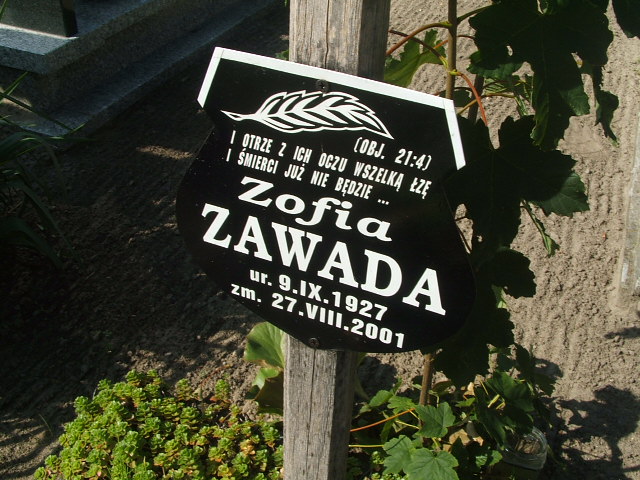 (OBJ. 21:4)
I OTRZE Z ICH OCZU WSZELKĄ ŁZĘ
I ŚMIERCI JUŻ NIE BĘDZIE ...
Zofia
ZAWADA
ur. 9.IX.1927
zm. 27.VIII.2001